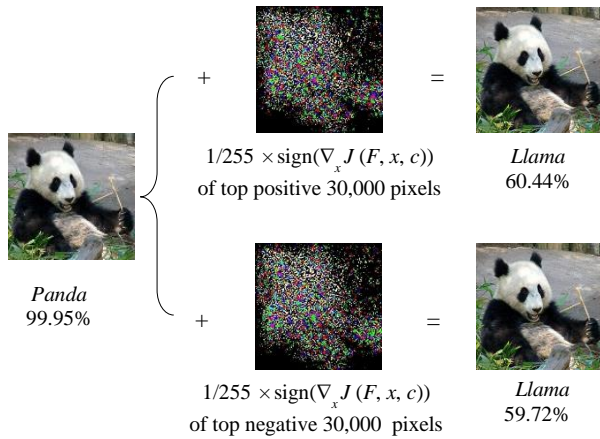 +
=
1/255 × sign(∇ₓ J (F, x, c))
of top positive 30,000 pixels
Llama
60.44%
Panda
99.95%
+
=
1/255 × sign(∇ₓ J (F, x, c))
of top negative 30,000 pixels
Llama
59.72%